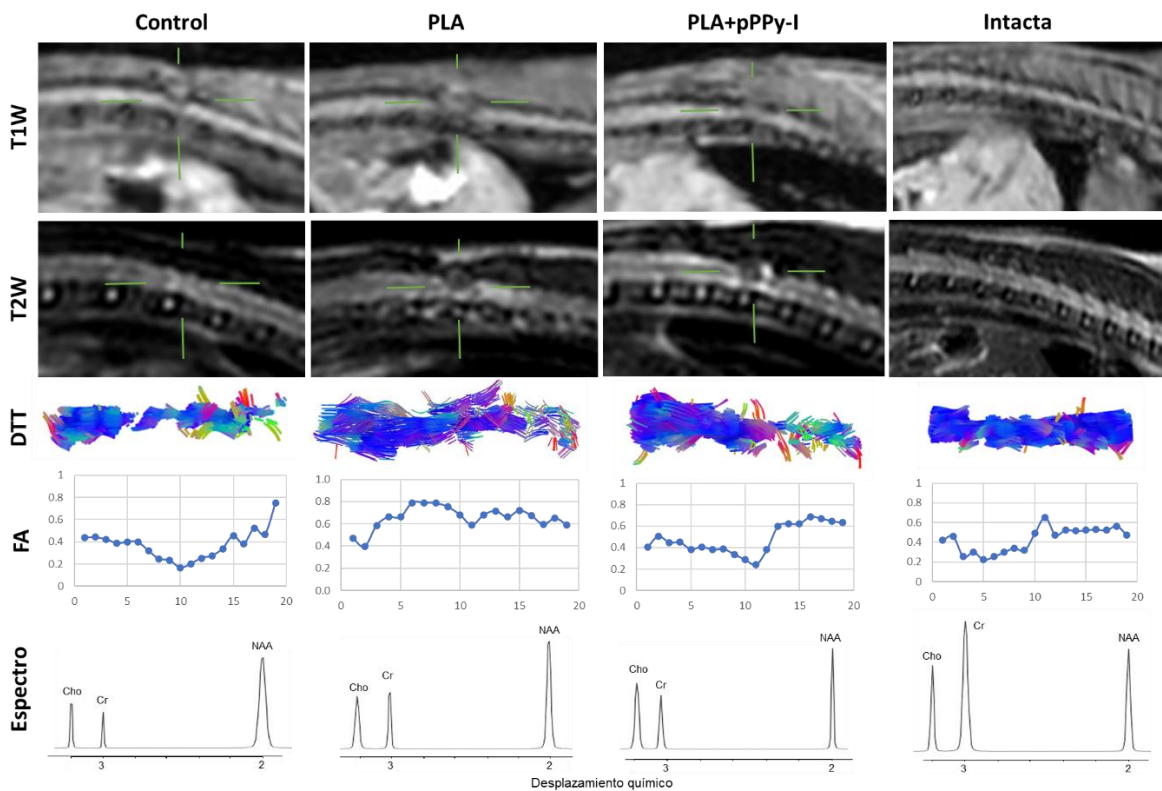 Control PLA PLA+pPPy-I Intacta
T1W
T2W
DTT
FA
1 0.8 0.6 0.4 0.2 0
0 5 10 15 20
1.0 0.8 0.6 0.4 0.2 0.0
0 5 10 15 20
1 0.8 0.6 0.4 0.2 0
0 5 10 15 20
1 0.8 0.6 0.4 0.2 0
0 5 10 15 20
Espectro
Cho Cr NAA
3 2
Cho Cr NAA
3 2
Cho Cr NAA
3 2
Cho Cr NAA
3 2
Desplazamiento químico